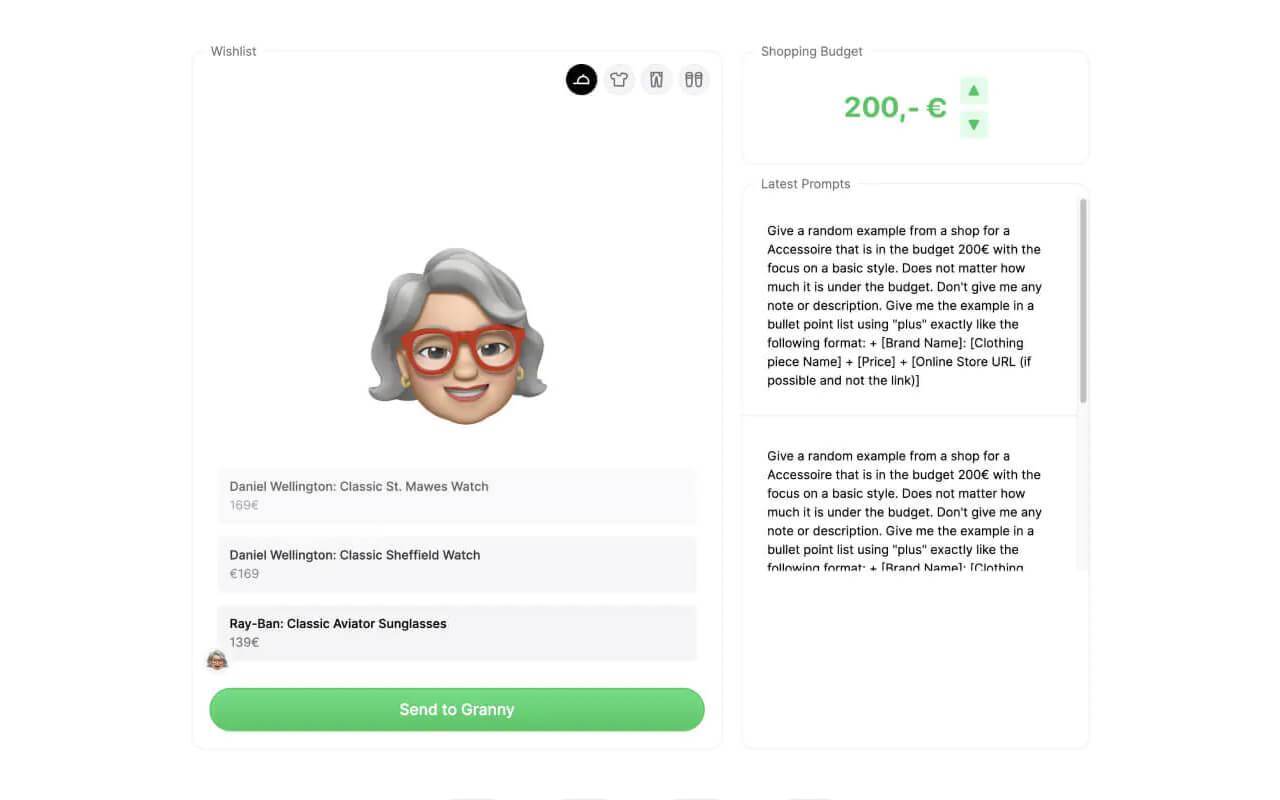 Wishlist
Daniel Wellington: Classic St. Mawes Watch
169€
Daniel Wellington: Classic Sheffield Watch
€169
Ray-Ban: Classic Aviator Sunglasses
139€
Send to Granny
Shopping Budget
200,- €
Latest Prompts
Give a random example from a shop for a
Accessoire that is in the budget 200€ with the
focus on a basic style. Does not matter how
much it is under the budget. Don't give me any
note or description. Give me the example in a
bullet point list using "plus" exactly like the
following format: + [Brand Name]: [Clothing
piece Name] + [Price] + [Online Store URL (if
possible and not the link)]
Give a random example from a shop for a
Accessoire that is in the budget 200€ with the
focus on a basic style. Does not matter how
much it is under the budget. Don't give me any
note or description. Give me the example in a
bullet point list using "plus" exactly like the
following format: + [Brand Name]: [Clothing